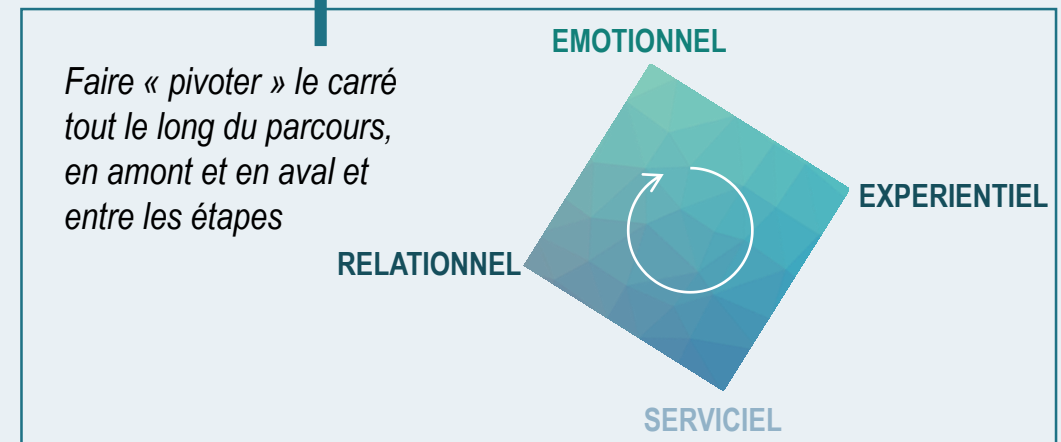 EMOTIONNEL
Faire « pivoter » le carré
tout le long du parcours,
en amont et en aval et
entre les étapes
EXPERIENTIEL
RELATIONNEL
SERVICIEL